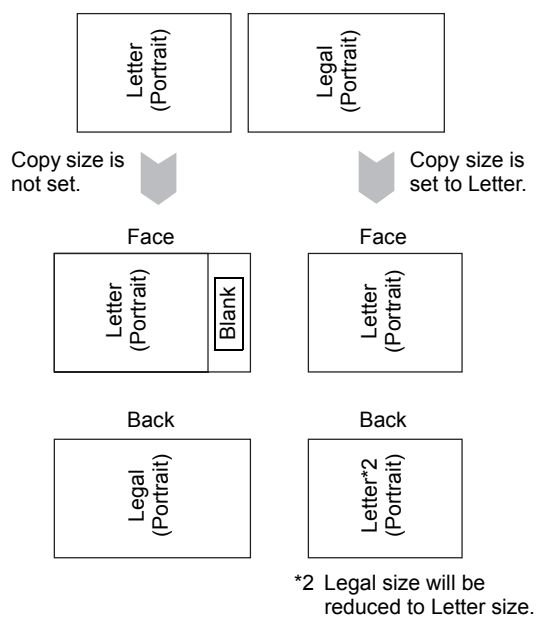 Letter
(Portrait)
Legal
(Portrait)
Copy size is
not set.
Copy size is
set to Letter.
Face
Face
Letter
(Portrait)
Blank
Letter
(Portrait)
Back
Back
Legal
(Portrait)
Letter*2
(Portrait)
*2 Legal size will be
reduced to Letter size.